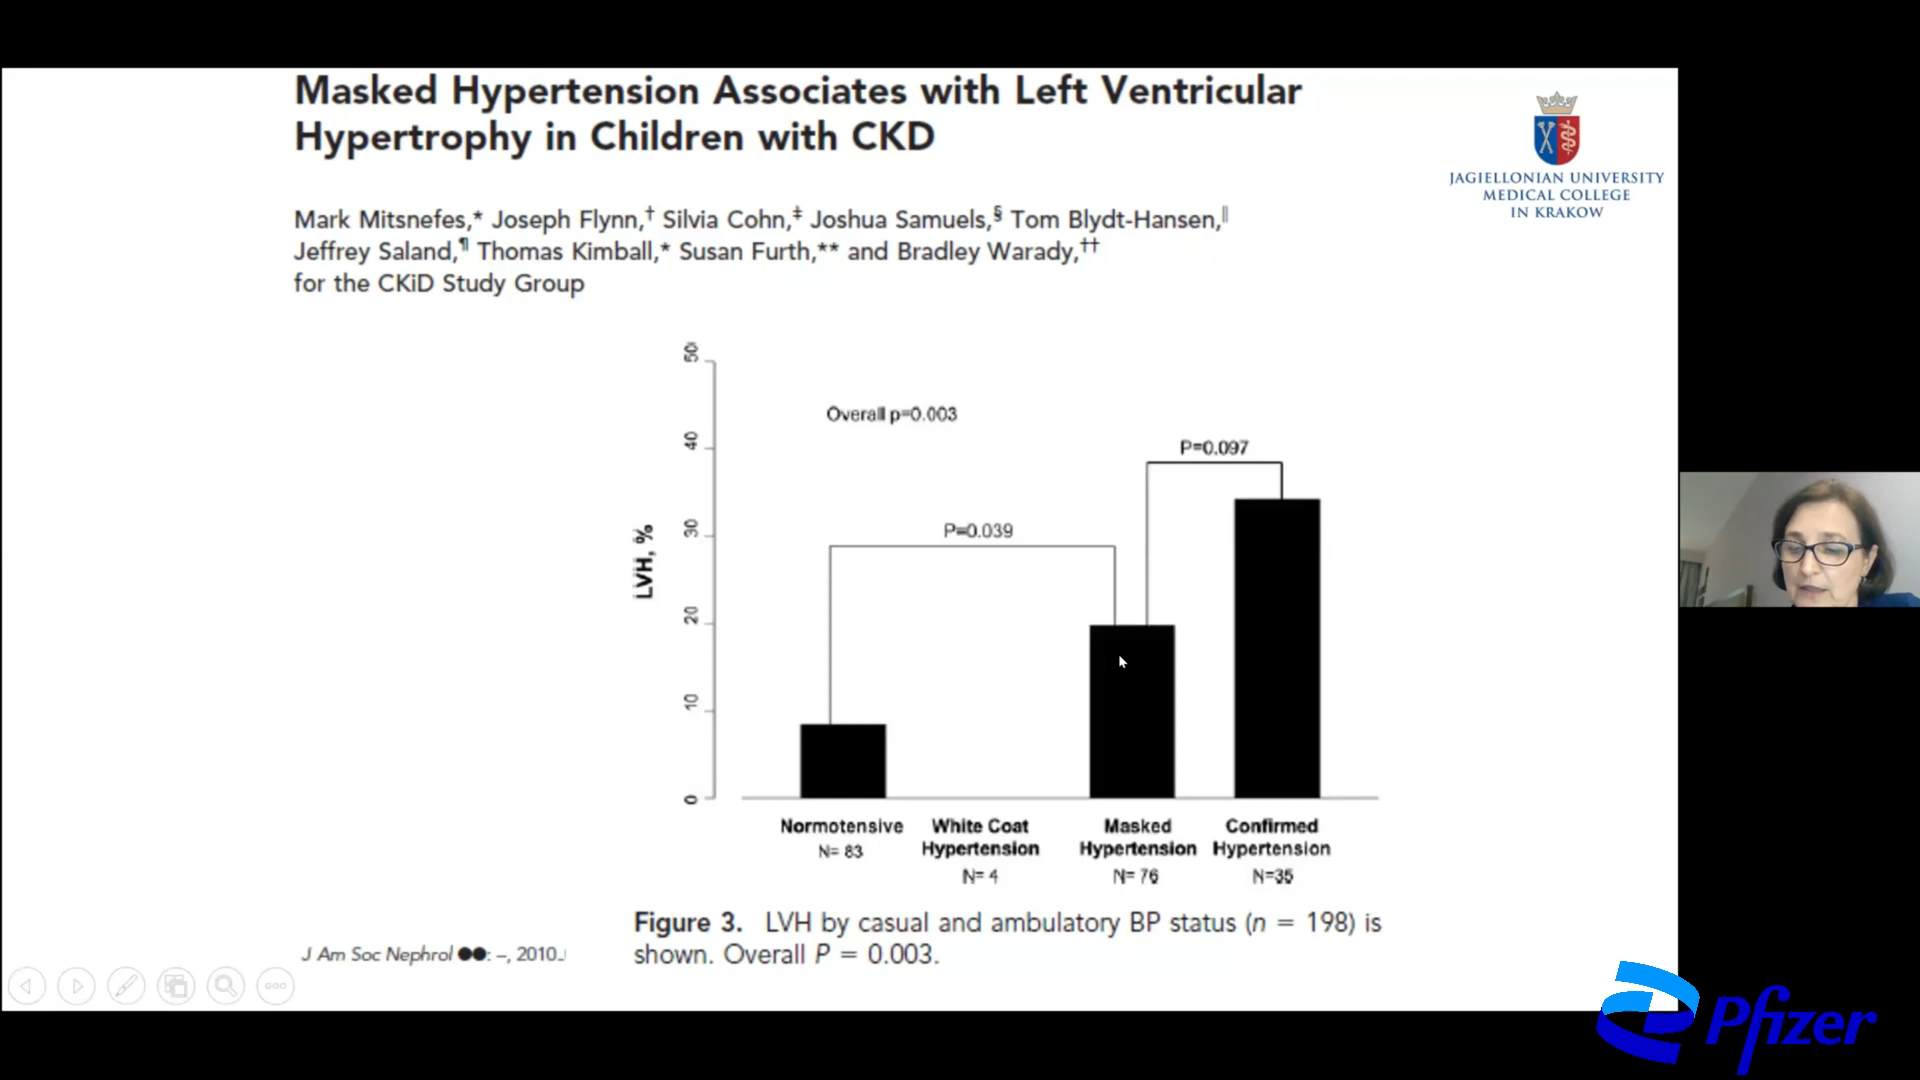 Masked Hypertension Associates with Left Ventricular
Hypertrophy in Children with CKD
JAGIELLONIAN UNIVERSITY
MEDICAL COLLEGE
IN KRAKOW
Mark Mitsnefes,* Joseph Flynn,† Silvia Cohn,‡ Joshua Samuels,§ Tom Blydt-Hansen,‖
Jeffrey Saland,¶ Thomas Kimball,* Susan Furth,** and Bradley Warady,††
for the CKiD Study Group
50
40
30
20
10
0
LVH, %
Overall p=0.003
P=0.097
P=0.039
Normotensive
N= 83
White Coat
Hypertension
N= 4
Masked
Hypertension
N= 76
Confirmed
Hypertension
N=35
Figure 3. LVH by casual and ambulatory BP status (n = 198) is
shown. Overall P = 0.003.
J Am Soc Nephrol ●●: –, 2010.
Pfizer